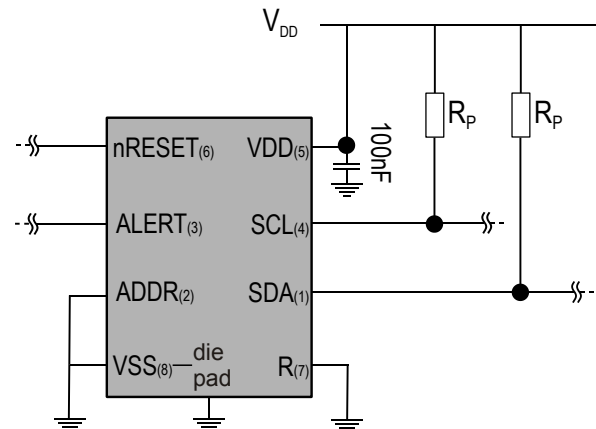 VDD
nRESET(6)
VDD(5)
100nF
RP
RP
ALERT(3)
SCL(4)
ADDR(2)
SDA(1)
VSS(8)
die
pad
R(7)